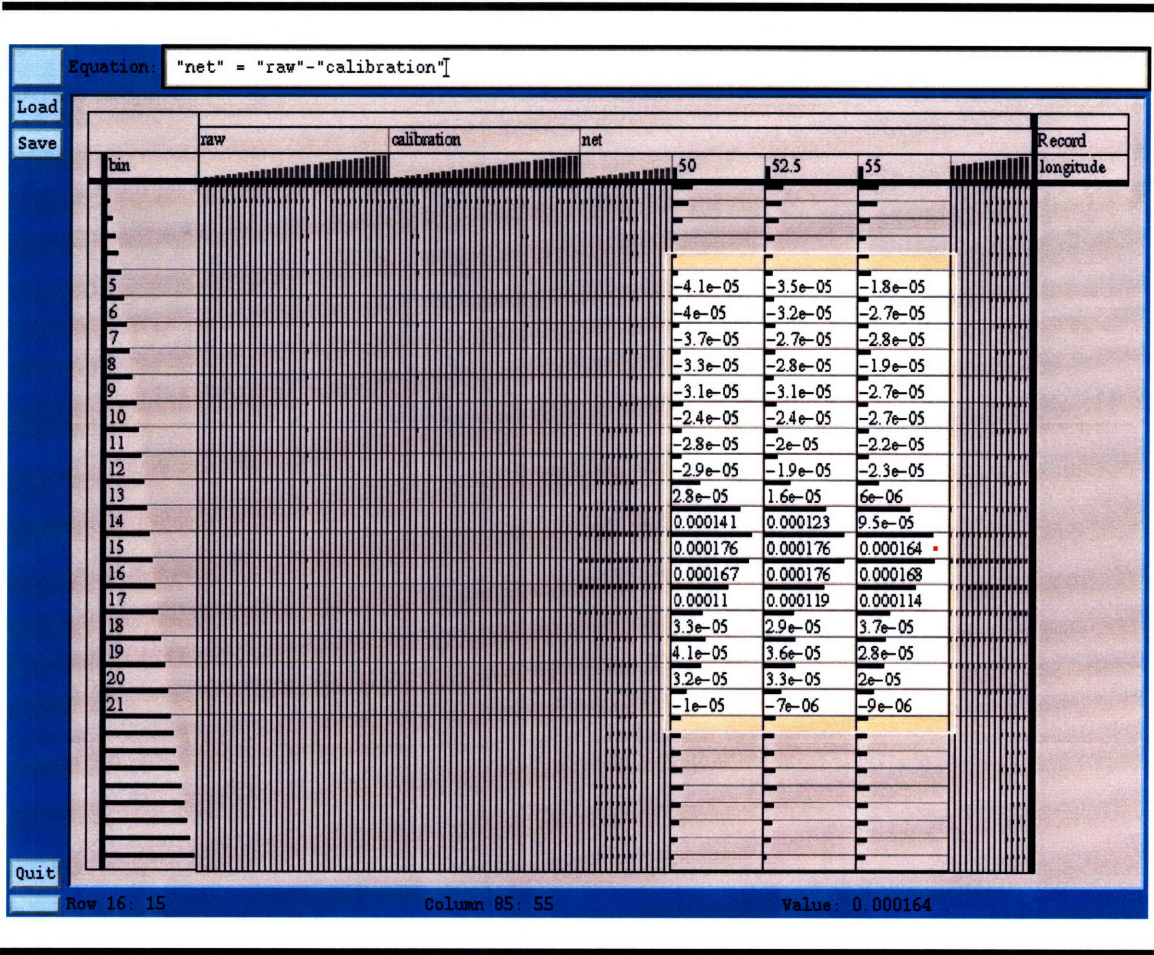 Equation: "net" = "raw"-"calibration"
Load
Save
raw calibration net Record
bin 50 52.5 55 longitude
5 -4.1e-05 -3.5e-05 -1.8e-05
6 -4e-05 -3.2e-05 -2.7e-05
7 -3.7e-05 -2.7e-05 -2.8e-05
8 -3.3e-05 -2.8e-05 -1.9e-05
9 -3.1e-05 -3.1e-05 -2.7e-05
10 -2.4e-05 -2.4e-05 -2.7e-05
11 -2.8e-05 -2e-05 -2.2e-05
12 -2.9e-05 -1.9e-05 -2.3e-05
13 2.8e-05 1.6e-05 6e-06
14 0.000141 0.000123 9.5e-05
15 0.000176 0.000176 0.000164
16 0.000167 0.000176 0.000168
17 0.00011 0.000119 0.000114
18 3.3e-05 2.9e-05 3.7e-05
19 4.1e-05 3.6e-05 2.8e-05
20 3.2e-05 3.3e-05 2e-05
21 -1e-05 -7e-06 -9e-06
Quit
Row 16: 15 Column 85: 55 Value: 0.000164